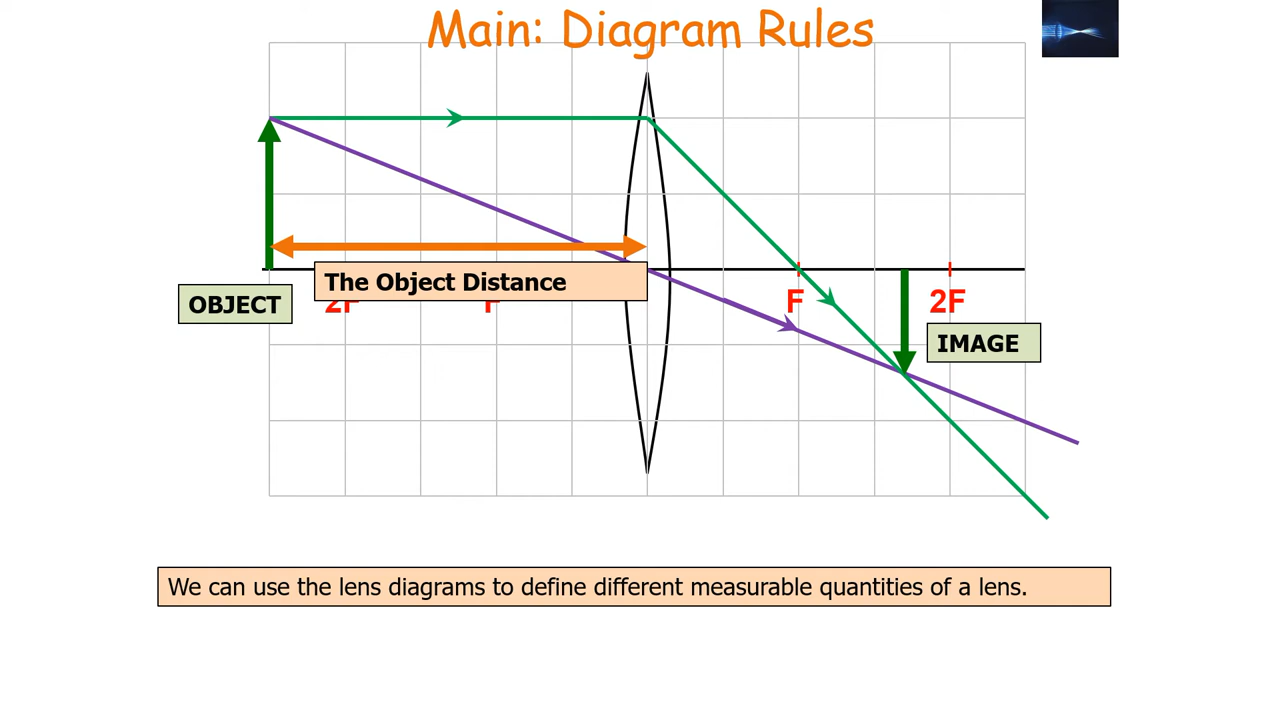 Main: Diagram Rules
The Object Distance
OBJECT
2F
F
F
2F
IMAGE
We can use the lens diagrams to define different measurable quantities of a lens.